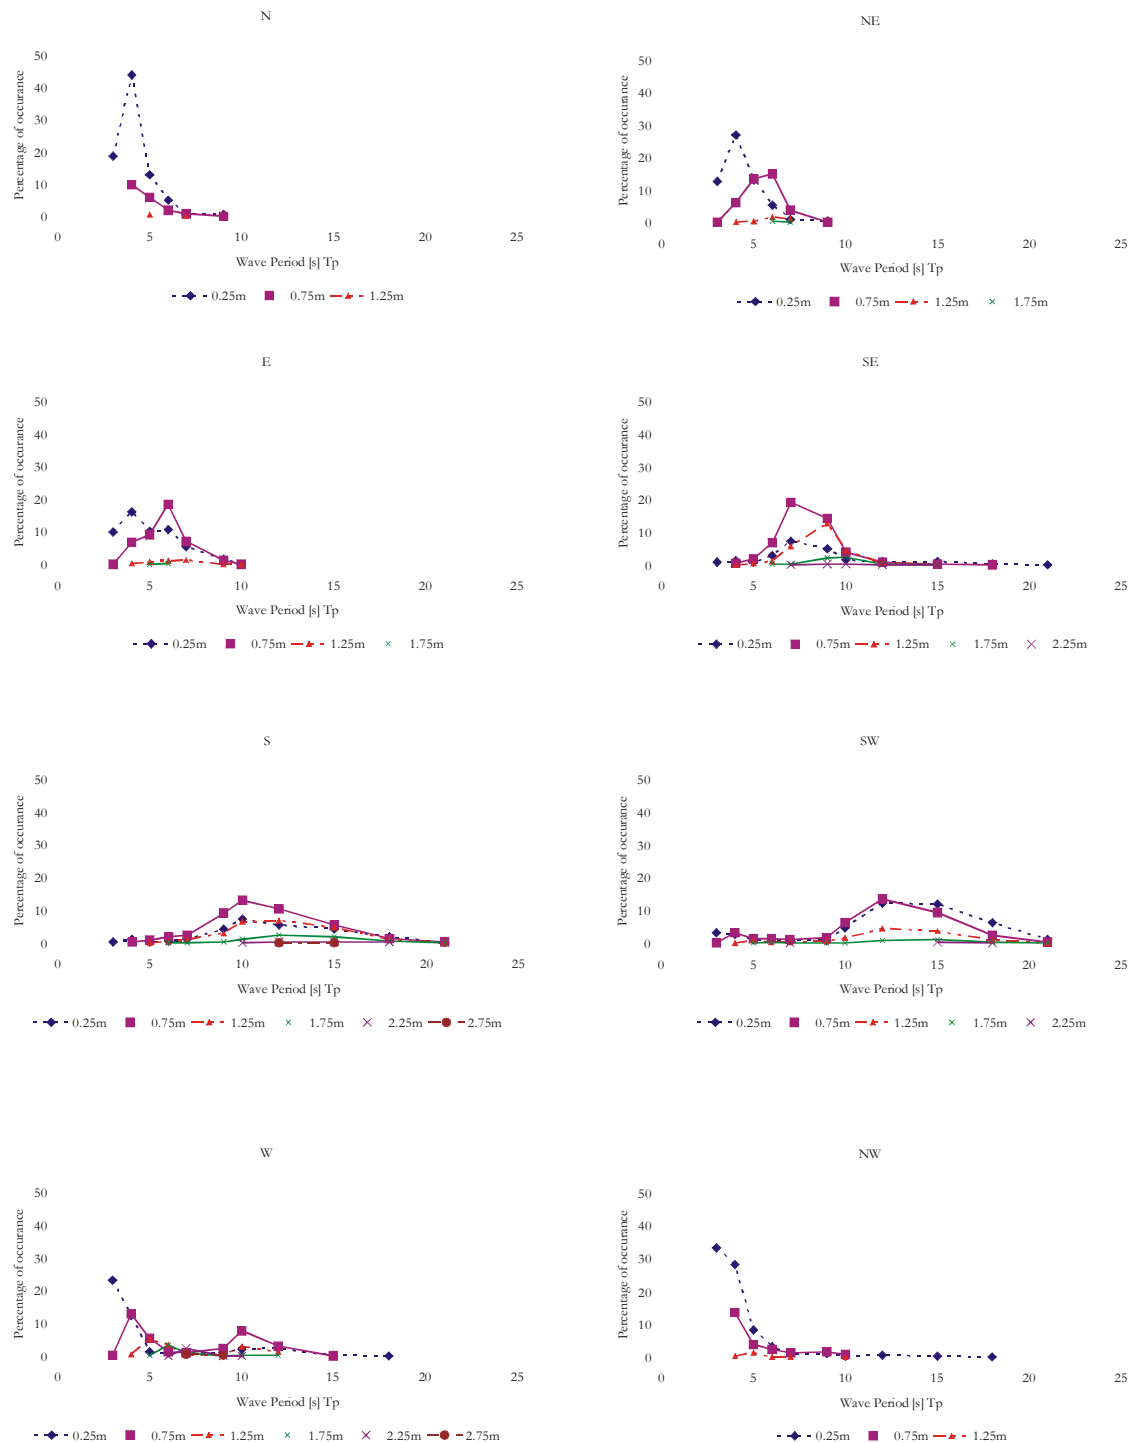 N
Percentage of occurance
50
40
30
20
10
0
0 5 10 15 20 25
Wave Period [s] Tp
0.25m 0.75m 1.25m
NE
Percentage of occurance
50
40
30
20
10
0
0 5 10 15 20 25
Wave Period [s] Tp
0.25m 0.75m 1.25m 1.75m
E
Percentage of occurance
50
40
30
20
10
0
0 5 10 15 20 25
Wave Period [s] Tp
0.25m 0.75m 1.25m 1.75m
SE
Percentage of occurance
50
40
30
20
10
0
0 5 10 15 20 25
Wave Period [s] Tp
0.25m 0.75m 1.25m 1.75m 2.25m
S
Percentage of occurance
50
40
30
20
10
0
0 5 10 15 20 25
Wave Period [s] Tp
0.25m 0.75m 1.25m 1.75m 2.25m 2.75m
SW
Percentage of occurance
50
40
30
20
10
0
0 5 10 15 20 25
Wave Period [s] Tp
0.25m 0.75m 1.25m 1.75m 2.25m
W
Percentage of occurance
50
40
30
20
10
0
0 5 10 15 20 25
Wave Period [s] Tp
0.25m 0.75m 1.25m 1.75m 2.25m 2.75m
NW
Percentage of occurance
50
40
30
20
10
0
0 5 10 15 20 25
Wave Period [s] Tp
0.25m 0.75m 1.25m